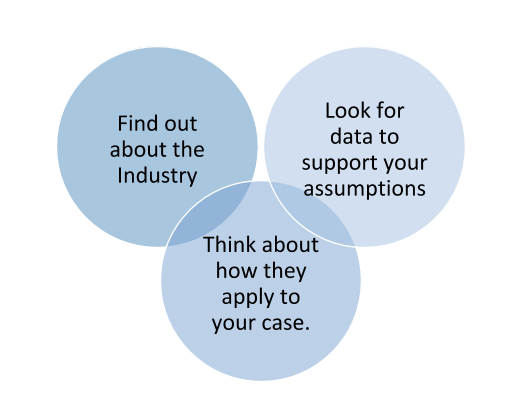 Find out
about the
Industry
Look for
data to
support your
assumptions
Think about
how they
apply to
your case.